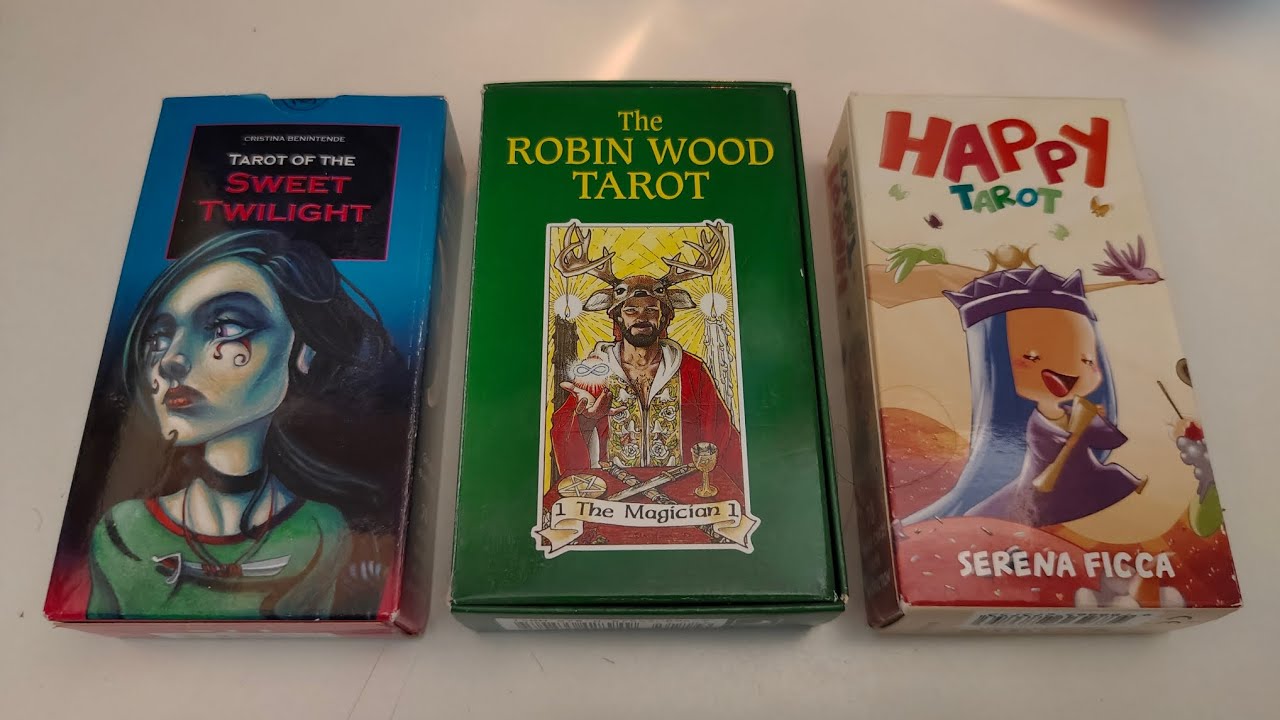 CRISTINA BENINTENDE
TAROT OF THE
SWEET
TWILIGHT
The
ROBIN WOOD
TAROT
1 The Magician 1
HAPPY
TAROT
SERENA FICCA